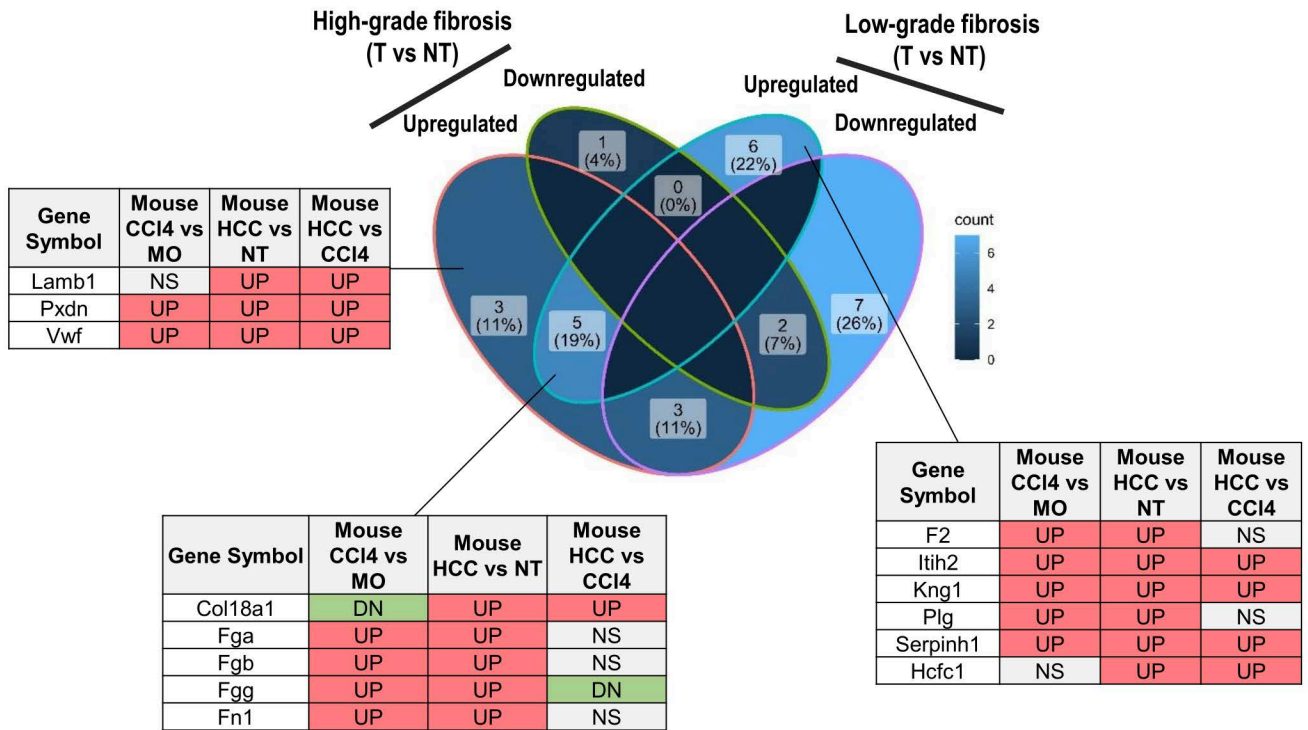 High-grade fibrosis
(T vs NT)
Low-grade fibrosis
(T vs NT)
Downregulated
Upregulated
Upregulated
Downregulated
1
(4%)
6
(22%)
0
(0%)
3
(11%)
5
(19%)
2
(7%)
7
(26%)
3
(11%)
count
6
4
2
0
Gene Symbol | Mouse CCl4 vs MO | Mouse HCC vs NT | Mouse HCC vs CCl4
Lamb1 NS UP UP
Pxdn UP UP UP
Vwf UP UP UP
Gene Symbol | Mouse CCl4 vs MO | Mouse HCC vs NT | Mouse HCC vs CCl4
Col18a1 DN UP UP
Fga UP UP NS
Fgb UP UP NS
Fgg UP UP DN
Fn1 UP UP NS
Gene Symbol | Mouse CCl4 vs MO | Mouse HCC vs NT | Mouse HCC vs CCl4
F2 UP UP NS
Itih2 UP UP UP
Kng1 UP UP UP
Plg UP UP NS
Serpinh1 UP UP UP
Hcfc1 NS UP UP